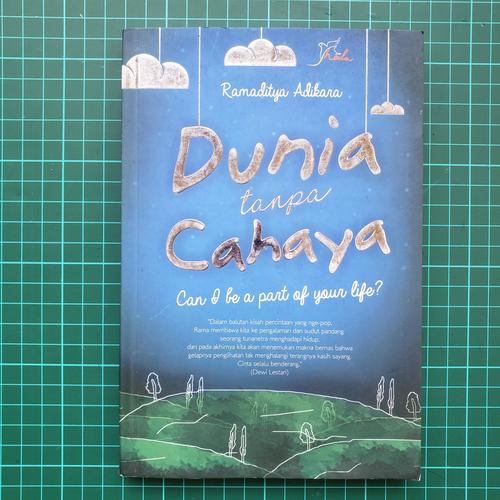 Sheila
Ramaditya Adikara
Dunia
tanpa
Cahaya
Can I be a part of your life?
"Dalam balutan kisah percintaan yang nge-pop,
Rama membawa kita ke pengalaman dan sudut pandang
seorang tunanetra menghadapi hidup,
dan pada akhirnya kita akan menemukan makna bernas bahwa
gelapnya penglihatan tak menghalangi terangnya kasih sayang.
Cinta selalu benderang."
(Dewi Lestari)